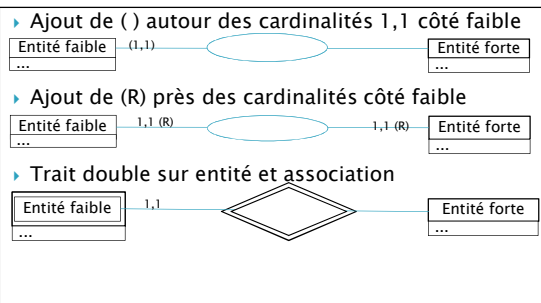 Ajout de ( ) autour des cardinalités 1,1 côté faible
Entité faible (1,1) Entité forte
... ...
Ajout de (R) près des cardinalités côté faible
Entité faible 1,1 (R) 1,1 (R) Entité forte
... ...
Trait double sur entité et association
Entité faible 1,1 Entité forte
... ...